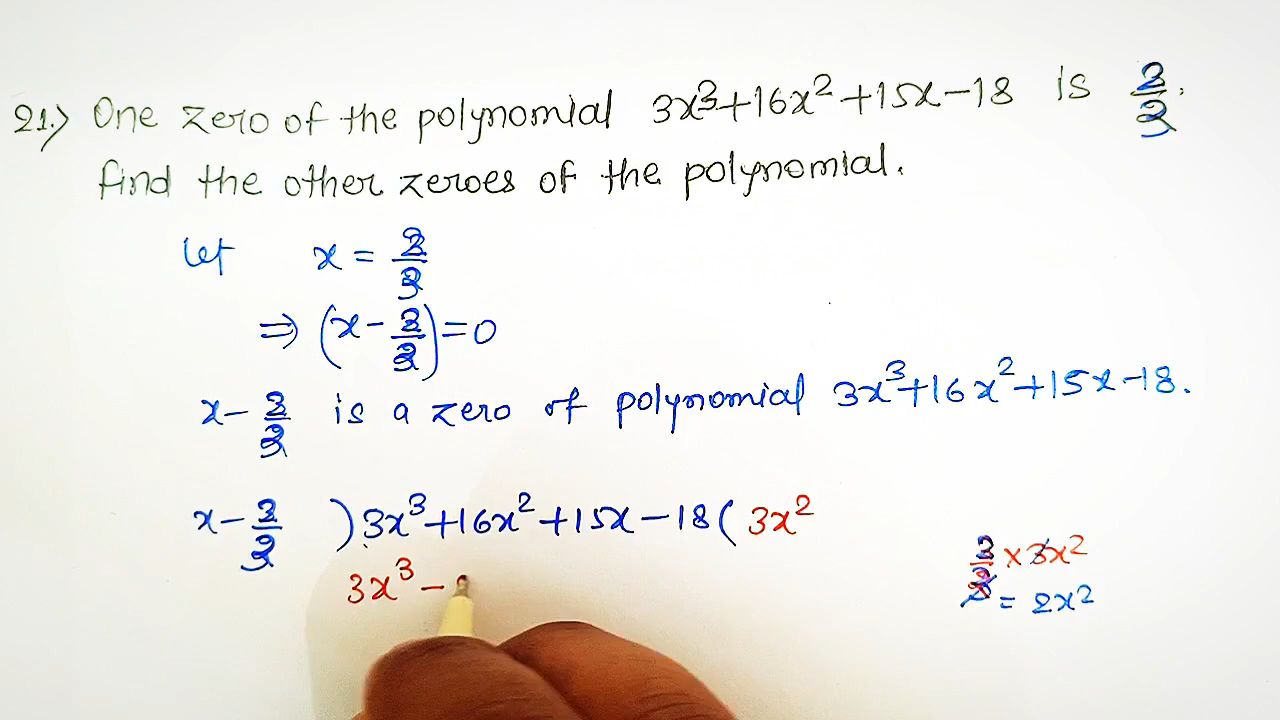 21.) One zero of the polynomial 3x³+16x²+15x-18 is 2/3.
find the other zeroes of the polynomial.
Let x = 2/3
⇒ (x - 2/3) = 0
x - 2/3 is a zero of polynomial 3x³+16x²+15x-18.
x - 2/3 ) 3x³+16x²+15x-18 ( 3x²
3x³ -
2/3 × 3x²
= 2x²